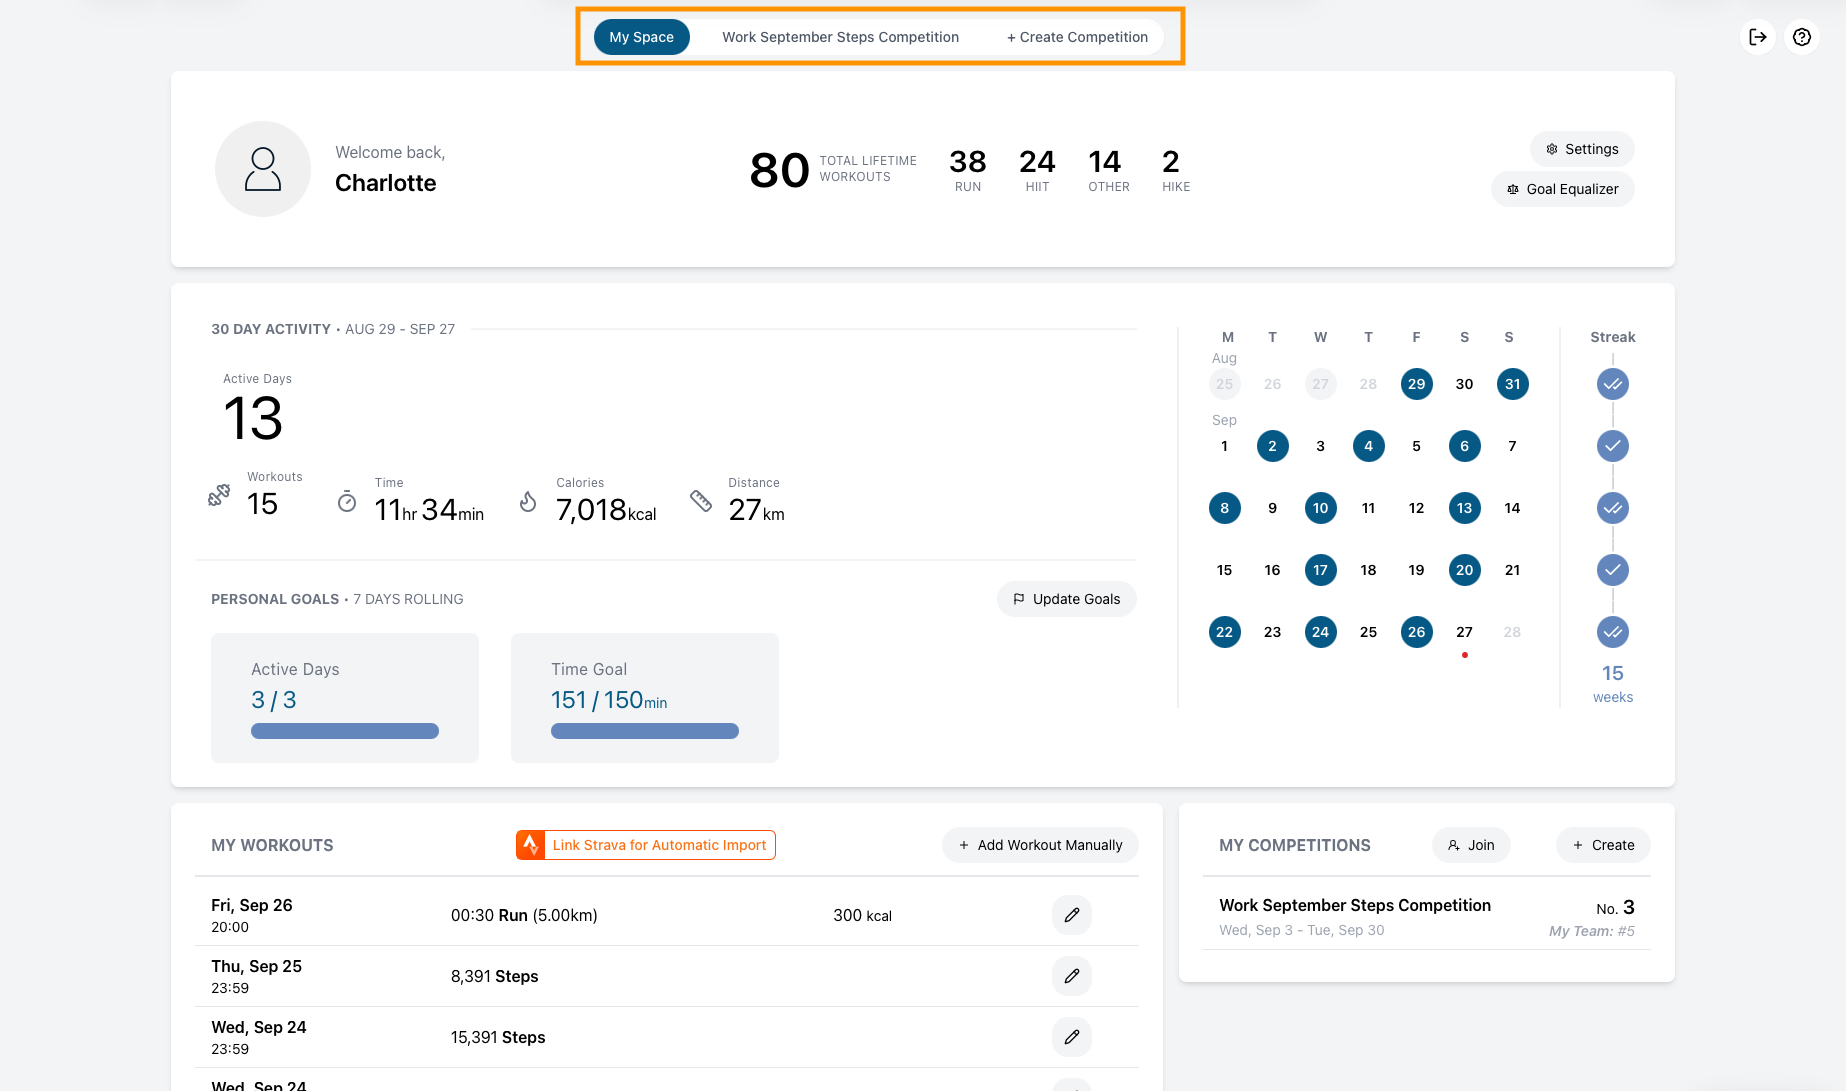 My Space Work September Steps Competition + Create Competition
Welcome back,
Charlotte
80 TOTAL LIFETIME WORKOUTS
38 RUN
24 HIIT
14 OTHER
2 HIKE
Settings
Goal Equalizer
30 DAY ACTIVITY • AUG 29 - SEP 27
Active Days
13
Workouts
15
Time
11hr 34min
Calories
7,018kcal
Distance
27km
PERSONAL GOALS • 7 DAYS ROLLING
Update Goals
Active Days
3 / 3
Time Goal
151 / 150min
M T W T F S S
Aug
25 26 27 28 29 30 31
Sep
1 2 3 4 5 6 7
8 9 10 11 12 13 14
15 16 17 18 19 20 21
22 23 24 25 26 27 28
Streak
15
weeks
MY WORKOUTS
Link Strava for Automatic Import
+ Add Workout Manually
Fri, Sep 26
20:00
00:30 Run (5.00km)
300 kcal
Thu, Sep 25
23:59
8,391 Steps
Wed, Sep 24
23:59
15,391 Steps
Wed, Sep 24
MY COMPETITIONS
Join
+ Create
Work September Steps Competition
No. 3
Wed, Sep 3 - Tue, Sep 30
My Team: #5